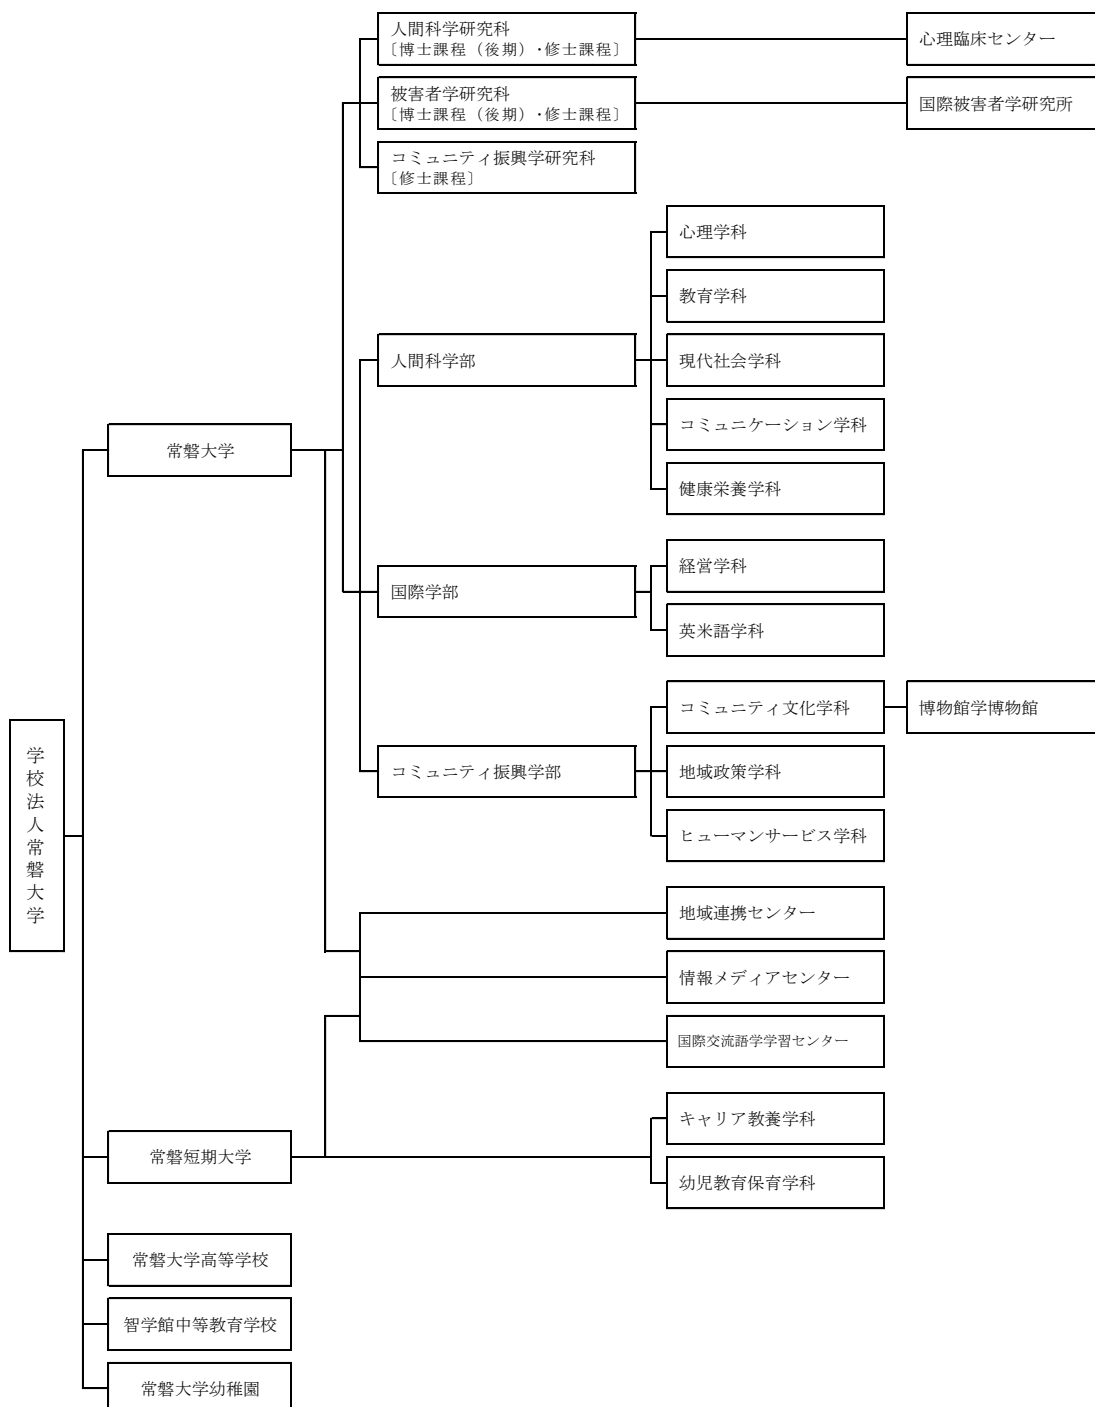 人間科学研究科
〔博士課程（後期）・修士課程〕
心理臨床センター
被害者学研究科
〔博士課程（後期）・修士課程〕
国際被害者学研究所
コミュニティ振興学研究科
〔修士課程〕
心理学科
教育学科
人間科学部
現代社会学科
コミュニケーション学科
常磐大学
健康栄養学科
経営学科
国際学部
英米語学科
コミュニティ文化学科
博物館学博物館
コミュニティ振興学部
地域政策学科
ヒューマンサービス学科
学校法人常磐大学
地域連携センター
情報メディアセンター
国際交流語学学習センター
キャリア教養学科
常磐短期大学
幼児教育保育学科
常磐大学高等学校
智学館中等教育学校
常磐大学幼稚園